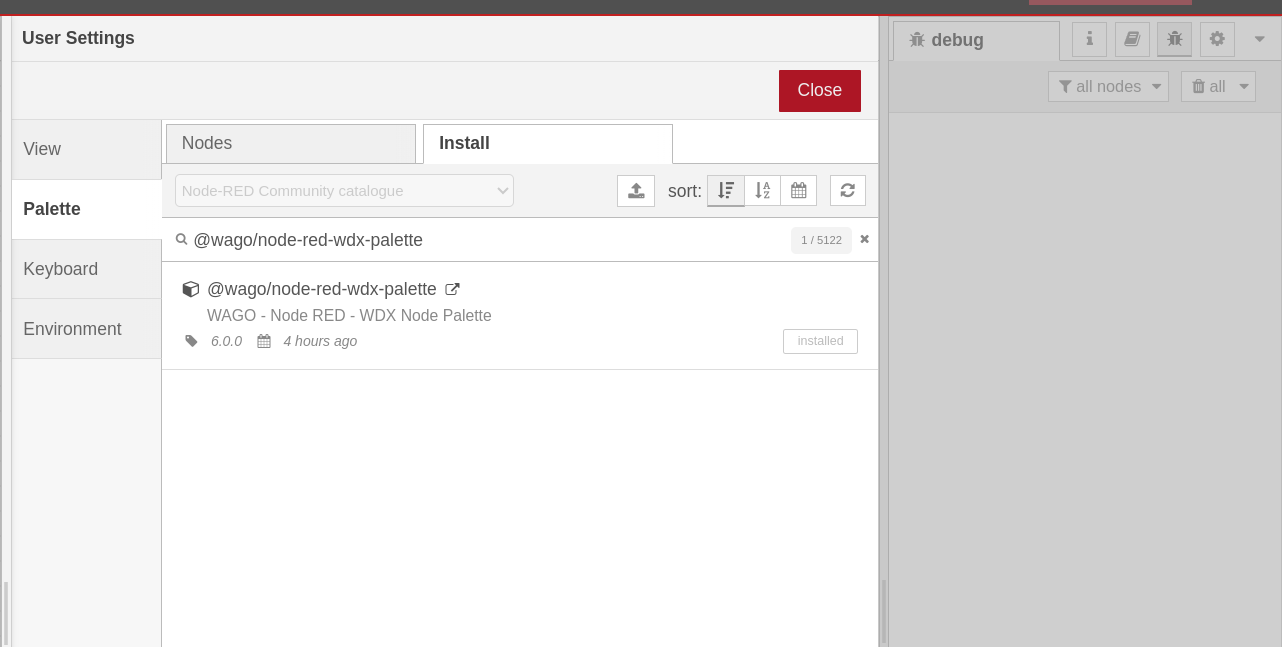 User Settings
debug
all nodes
all
Close
View
Palette
Keyboard
Environment
Nodes
Install
Node-RED Community catalogue
sort:
@wago/node-red-wdx-palette
1 / 5122
@wago/node-red-wdx-palette
WAGO - Node RED - WDX Node Palette
6.0.0
4 hours ago
installed